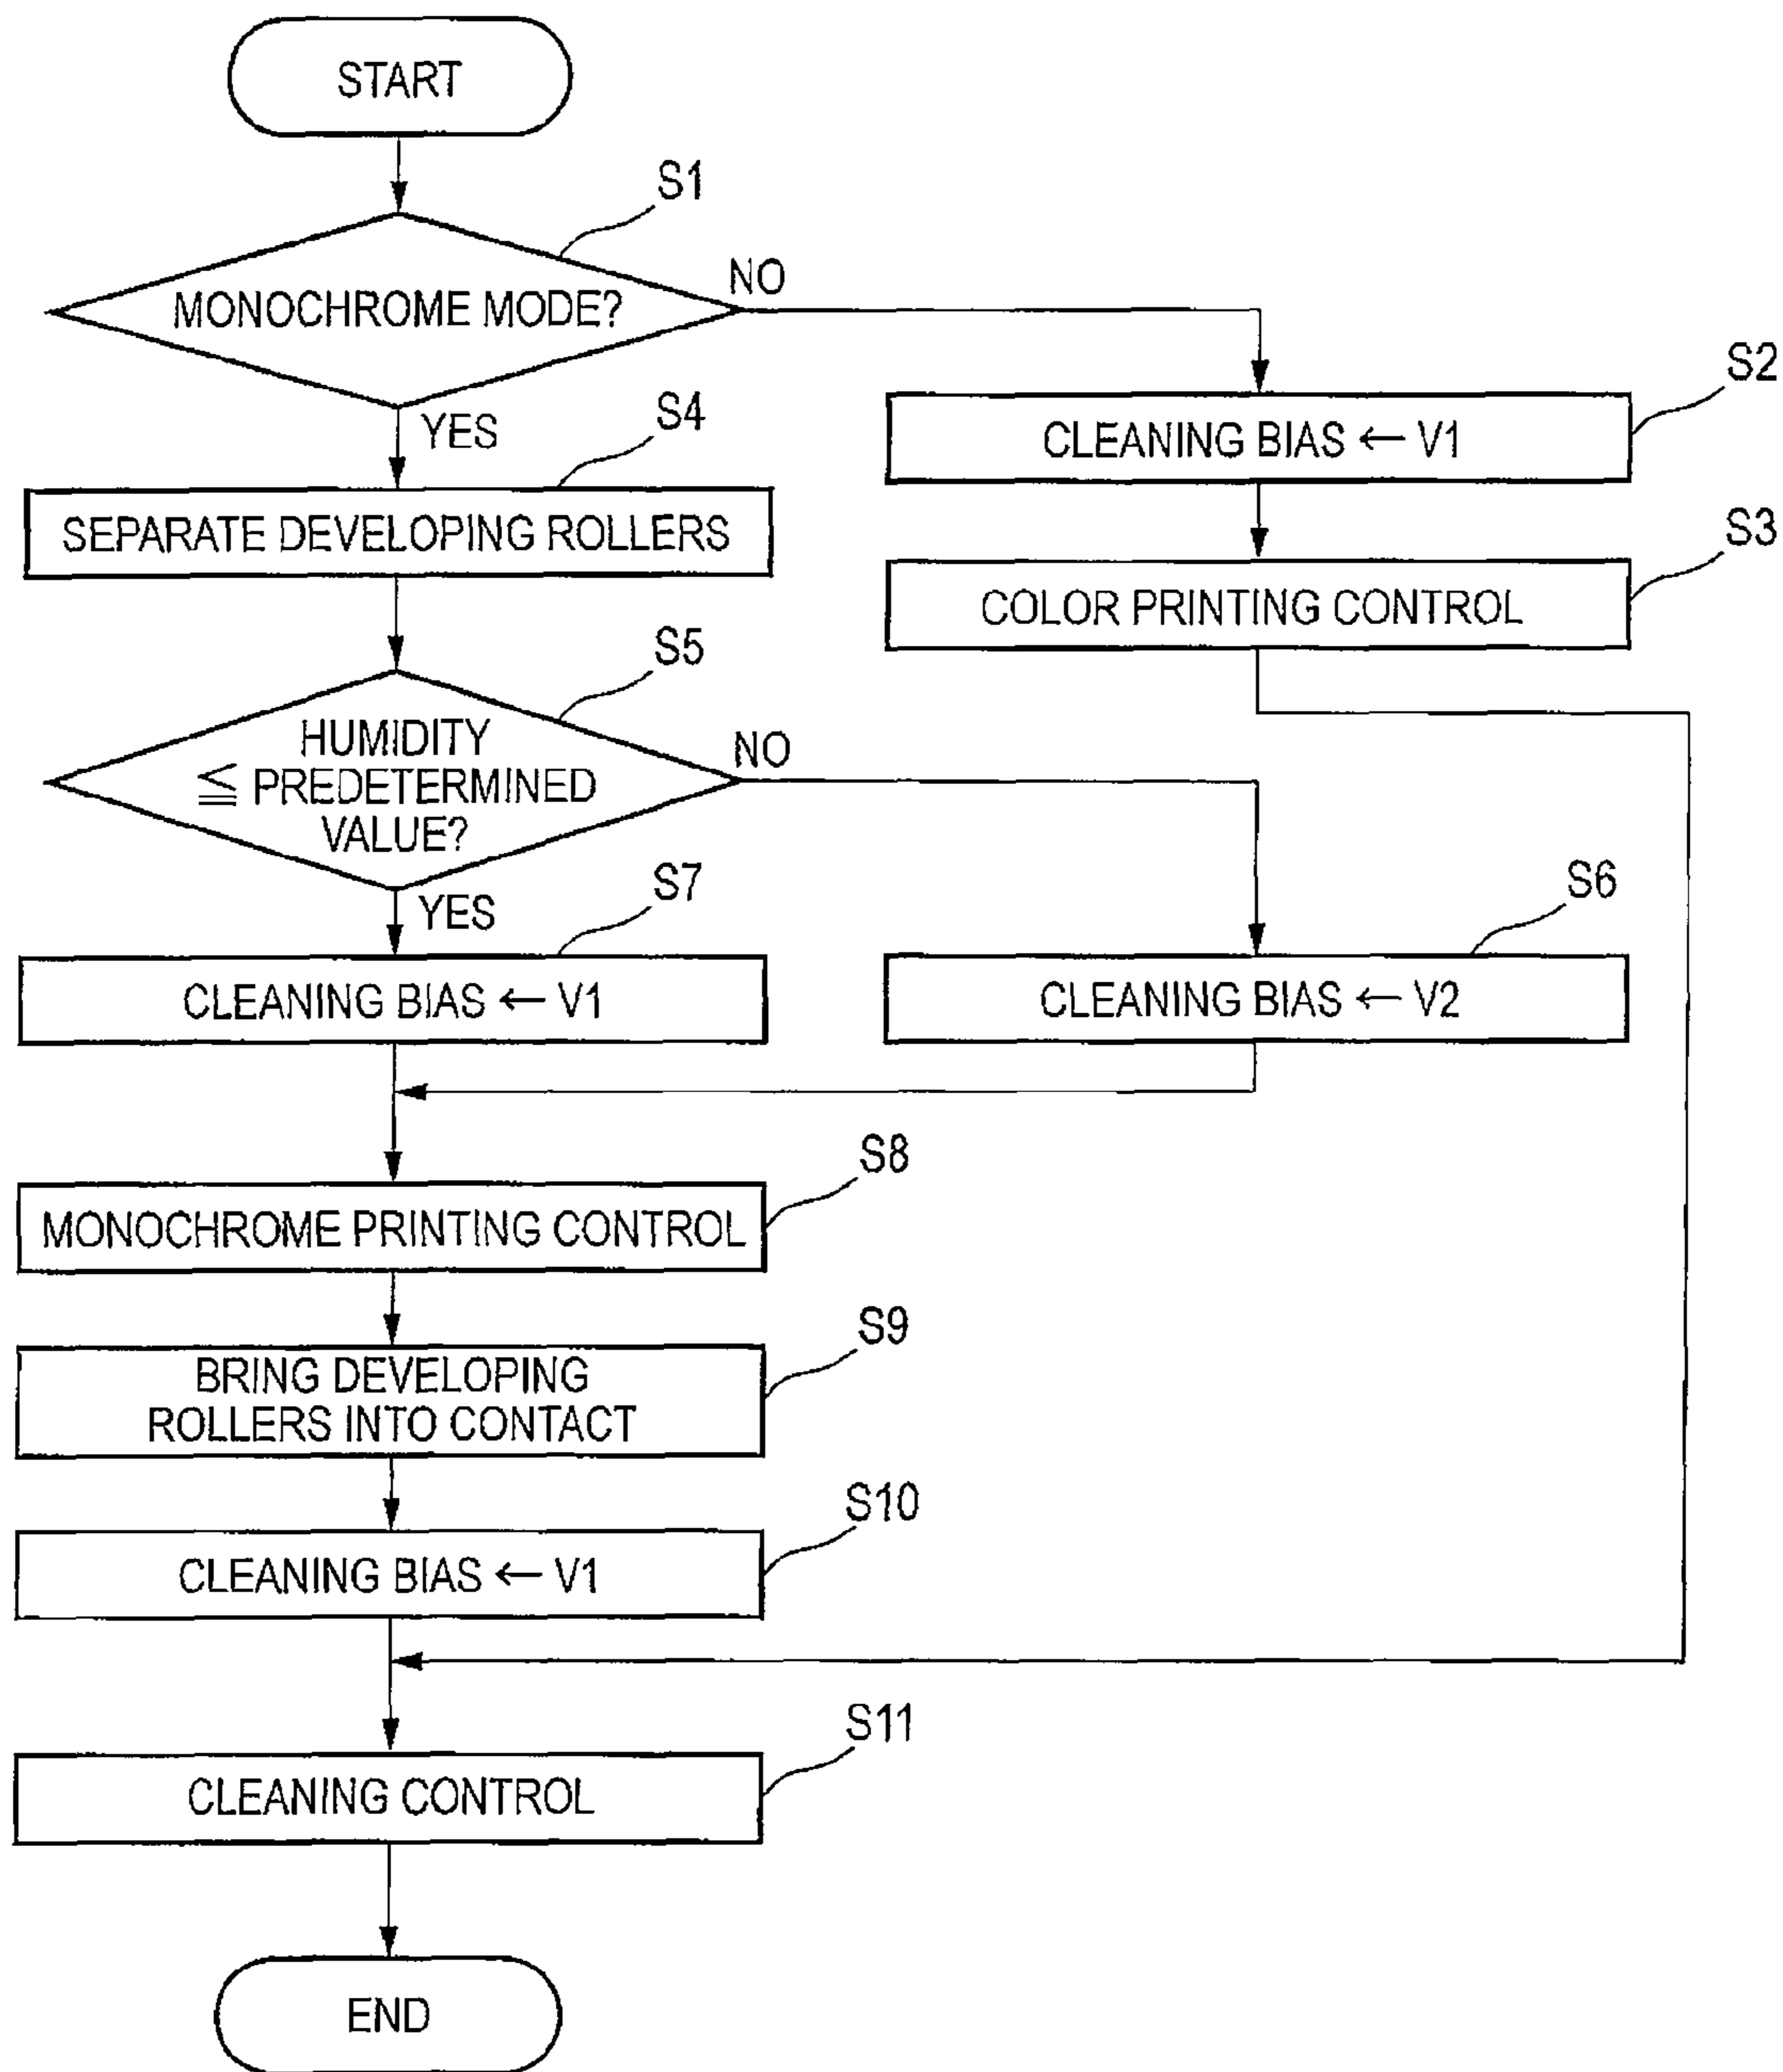 START
S1
MONOCHROME MODE?
NO
YES
S2
CLEANING BIAS ← V1
S3
COLOR PRINTING CONTROL
S4
SEPARATE DEVELOPING ROLLERS
S5
HUMIDITY
≦ PREDETERMINED
VALUE?
NO
YES
S6
CLEANING BIAS ← V2
S7
CLEANING BIAS ← V1
S8
MONOCHROME PRINTING CONTROL
S9
BRING DEVELOPING
ROLLERS INTO CONTACT
S10
CLEANING BIAS ← V1
S11
CLEANING CONTROL
END